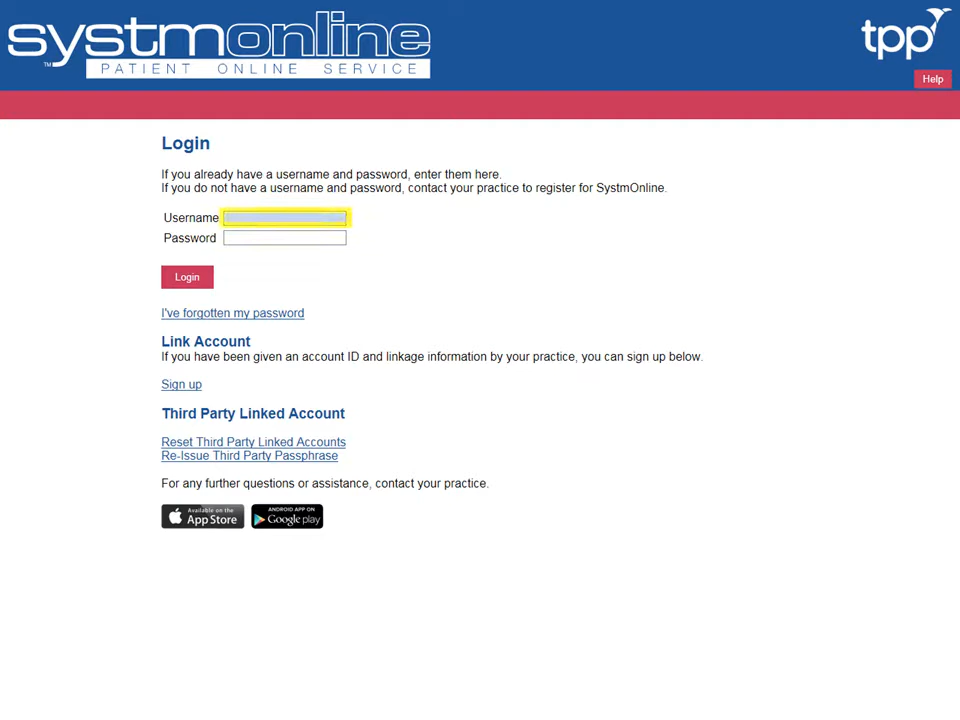 systmonline
TM
PATIENT ONLINE SERVICE
tpp
Help
Login
If you already have a username and password, enter them here.
If you do not have a username and password, contact your practice to register for SystmOnline.
Username
Password
Login
I've forgotten my password
Link Account
If you have been given an account ID and linkage information by your practice, you can sign up below.
Sign up
Third Party Linked Account
Reset Third Party Linked Accounts
Re-Issue Third Party Passphrase
For any further questions or assistance, contact your practice.
Available on the
App Store
ANDROID APP ON
Google play